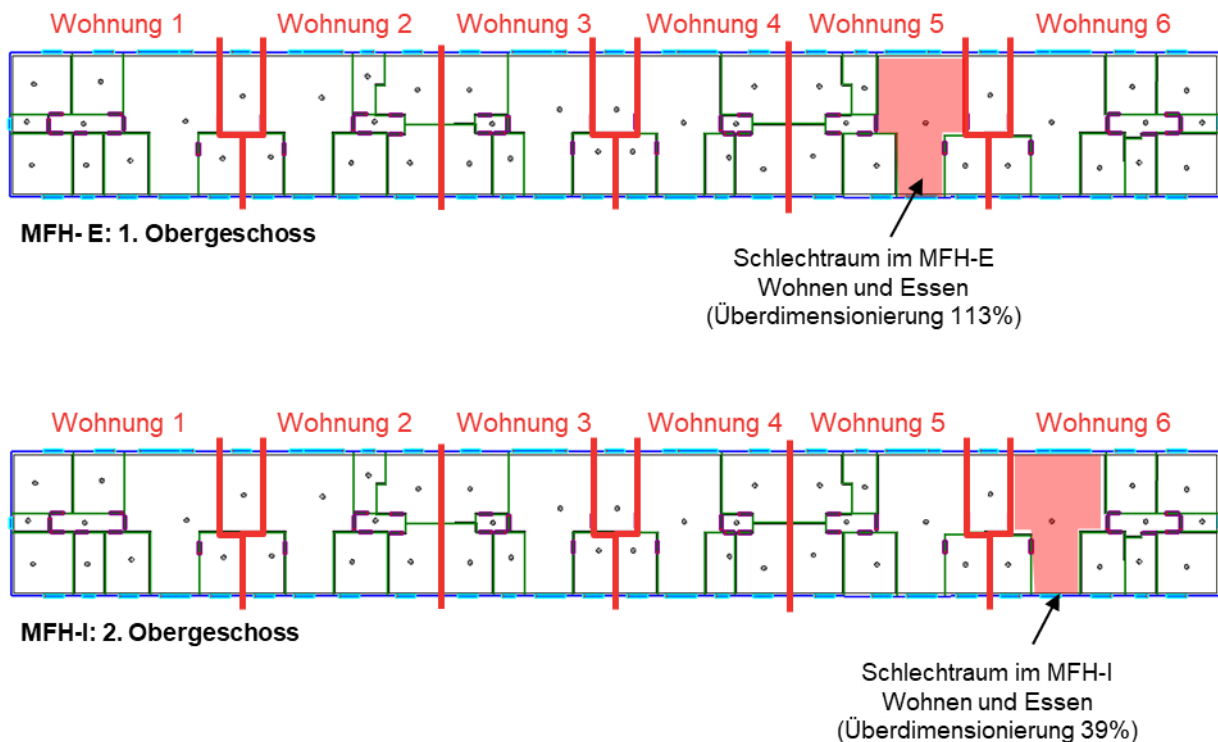 Wohnung 1 Wohnung 2 Wohnung 3 Wohnung 4 Wohnung 5 Wohnung 6
MFH- E: 1. Obergeschoss
Schlechtraum im MFH-E
Wohnen und Essen
(Überdimensionierung 113%)
Wohnung 1 Wohnung 2 Wohnung 3 Wohnung 4 Wohnung 5 Wohnung 6
MFH-I: 2. Obergeschoss
Schlechtraum im MFH-I
Wohnen und Essen
(Überdimensionierung 39%)